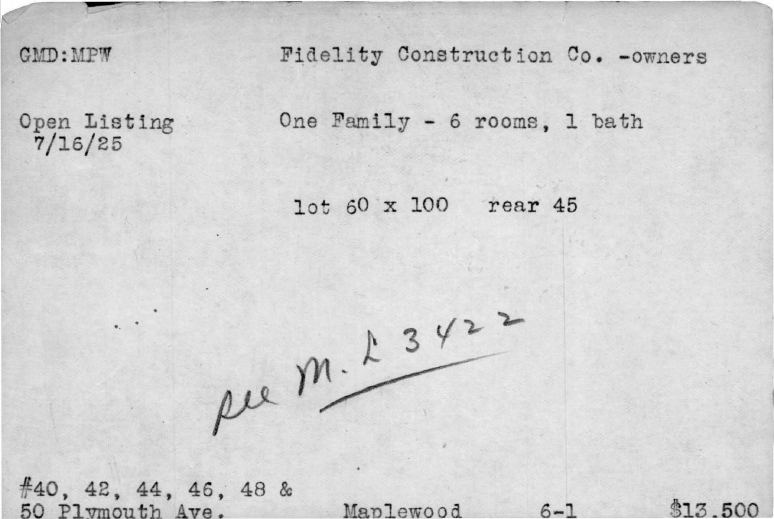 GMD:MPW Fidelity Construction Co. -owners
Open Listing One Family - 6 rooms, 1 bath
7/16/25
lot 60 x 100 rear 45
see M. L 3422
#40, 42, 44, 46, 48 &
50 Plymouth Ave. Maplewood 6-1 $13,500